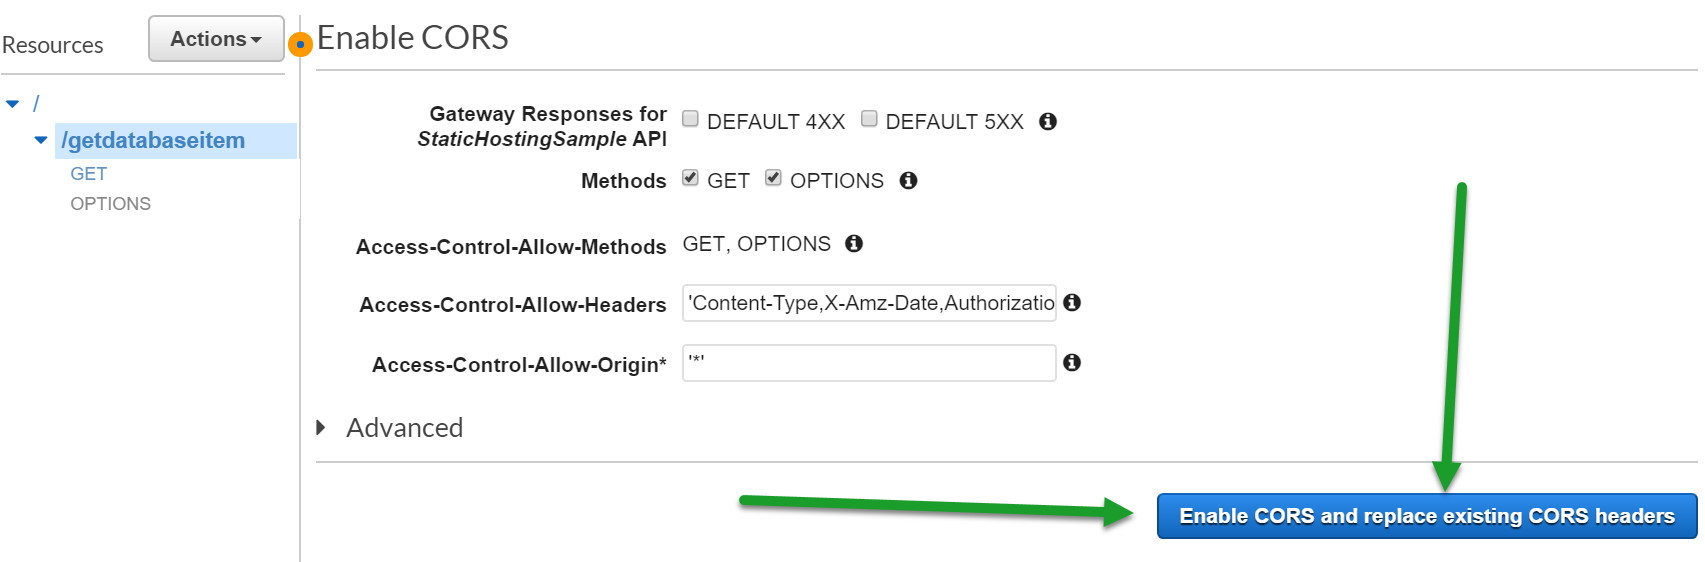 Resources
Actions
/
/getdatabaseitem
GET
OPTIONS
Enable CORS
Gateway Responses for
StaticHostingSample API
DEFAULT 4XX DEFAULT 5XX
Methods GET OPTIONS
Access-Control-Allow-Methods GET, OPTIONS
Access-Control-Allow-Headers 'Content-Type,X-Amz-Date,Authorizatio
Access-Control-Allow-Origin* '*'
Advanced
Enable CORS and replace existing CORS headers